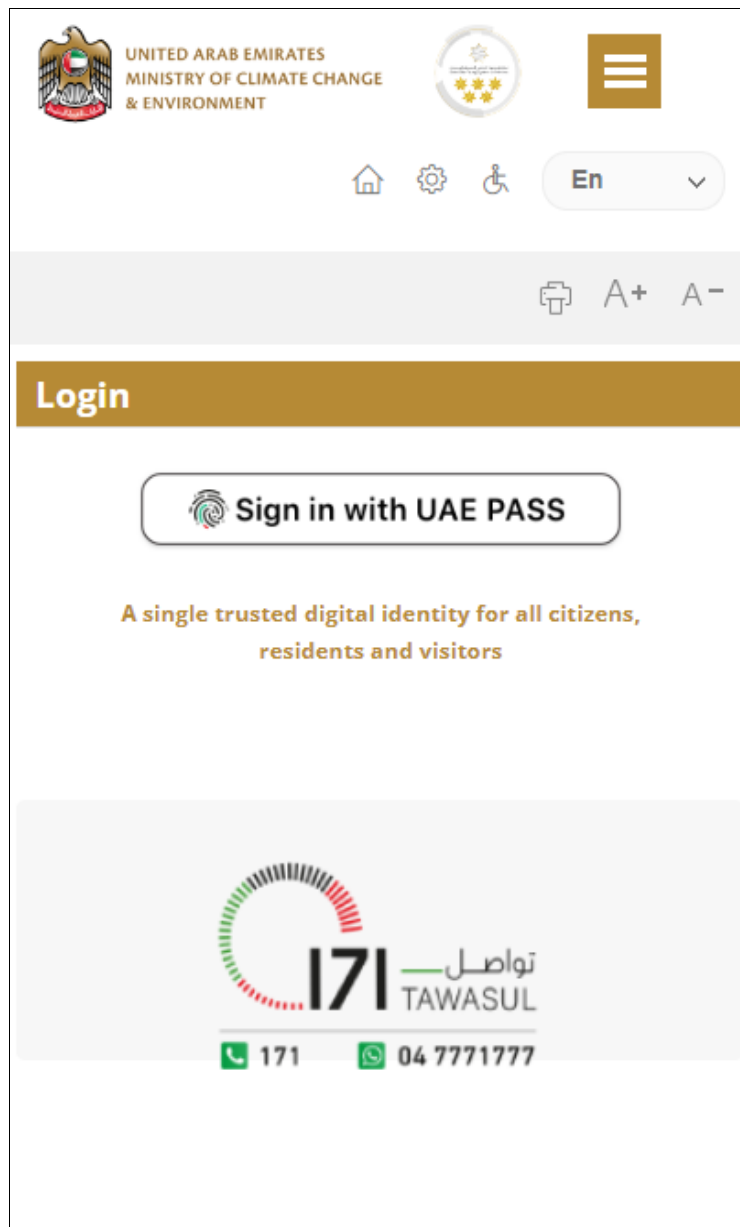 UNITED ARAB EMIRATES
MINISTRY OF CLIMATE CHANGE
& ENVIRONMENT
En
A+ A-
Login
Sign in with UAE PASS
A single trusted digital identity for all citizens,
residents and visitors
171 تواصل
TAWASUL
171 04 7771777